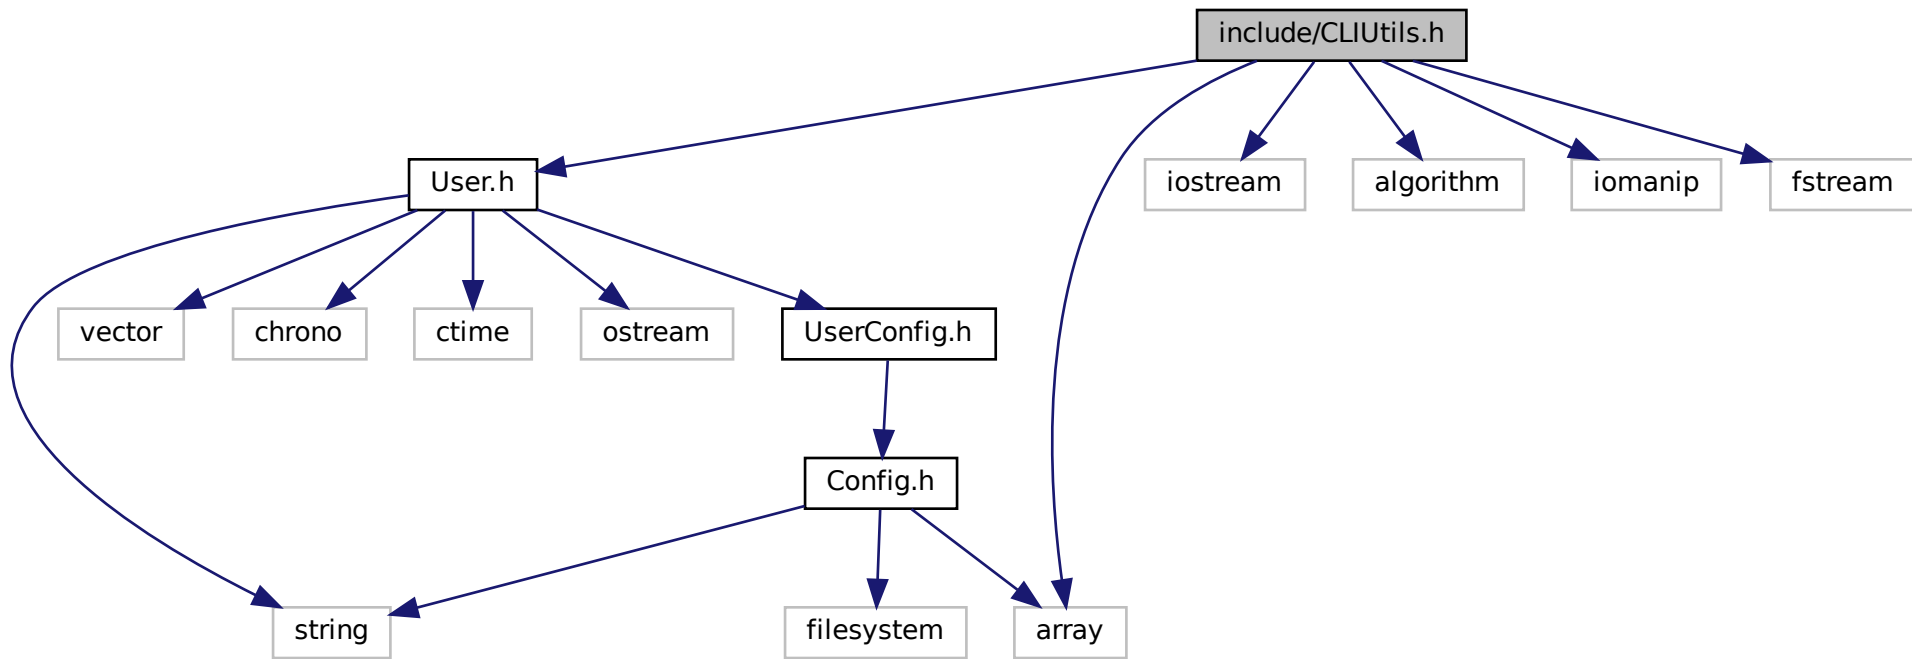 include/CLIUtils.h
User.h
iostream
algorithm
iomanip
fstream
vector
chrono
ctime
ostream
UserConfig.h
Config.h
string
filesystem
array